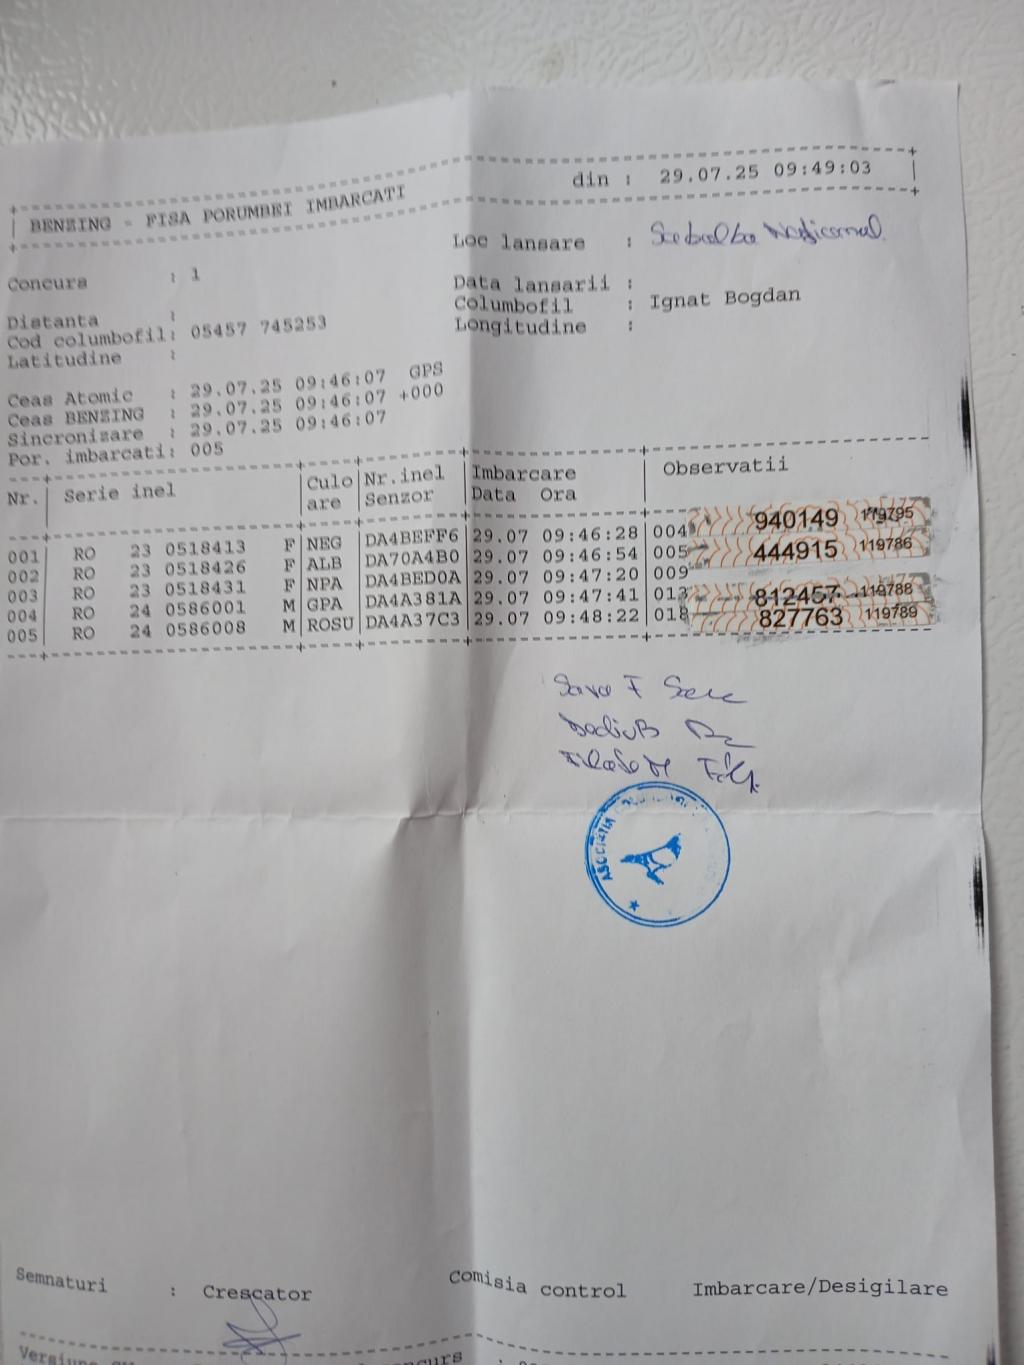 BENZING - FISA PORUMBEI IMBARCATI din : 29.07.25 09:49:03
Concurs : 1 Loc lansare :
Data lansarii :
Distanta : Columbofil : Ignat Bogdan
Cod columbofil: 05457 745253 Longitudine :
Latitudine :
Ceas Atomic : 29.07.25 09:46:07 GPS
Ceas BENZING : 29.07.25 09:46:07 +000
Sincronizare : 29.07.25 09:46:07
Por. imbarcati: 005
Nr. Serie inel Culo Nr.inel Imbarcare Observatii
are Senzor Data Ora
001 RO 23 0518413 F NEG DA4BEFF6 29.07 09:46:28 004 940149 119795
002 RO 23 0518426 F ALB DA70A4B0 29.07 09:46:54 005 444915 119786
003 RO 23 0518431 F NPA DA4BED0A 29.07 09:47:20 009
004 RO 24 0586001 M GPA DA4A381A 29.07 09:47:41 013 812457 119788
005 RO 24 0586008 M ROSU DA4A37C3 29.07 09:48:22 018 827763 119789
ASOCIATIA
Semnaturi : Crescator Comisia control Imbarcare/Desigilare